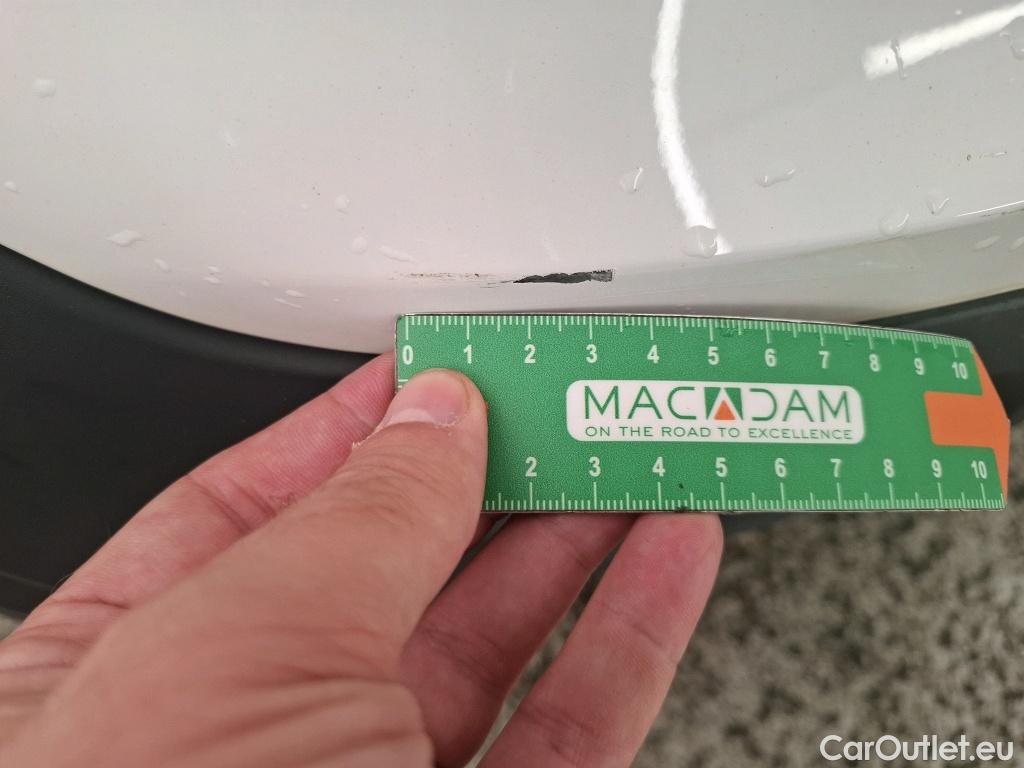 0 1 2 3 4 5 6 7 8 9 10
MACADAM
ON THE ROAD TO EXCELLENCE
2 3 4 5 6 7 8 9 10
CarOutlet.eu